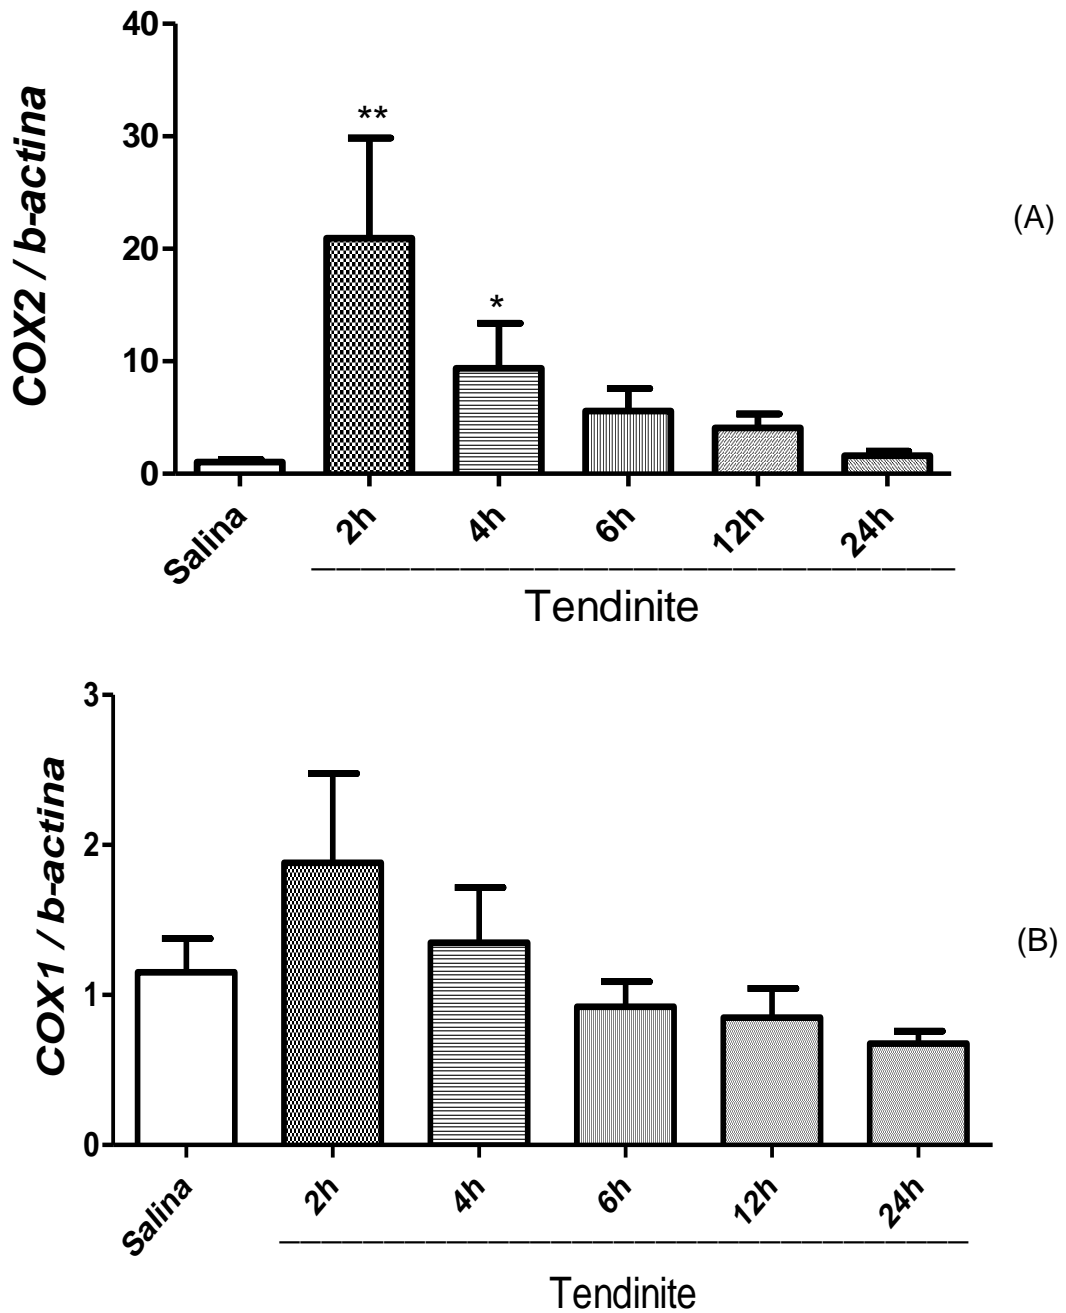 40
**
30
COX2 / b-actina
(A)
20
*
10
0
Salina 2h 4h 6h 12h 24h
Tendinite
3
COX1 / b-actina
2
(B)
1
0
Salina 2h 4h 6h 12h 24h
Tendinite